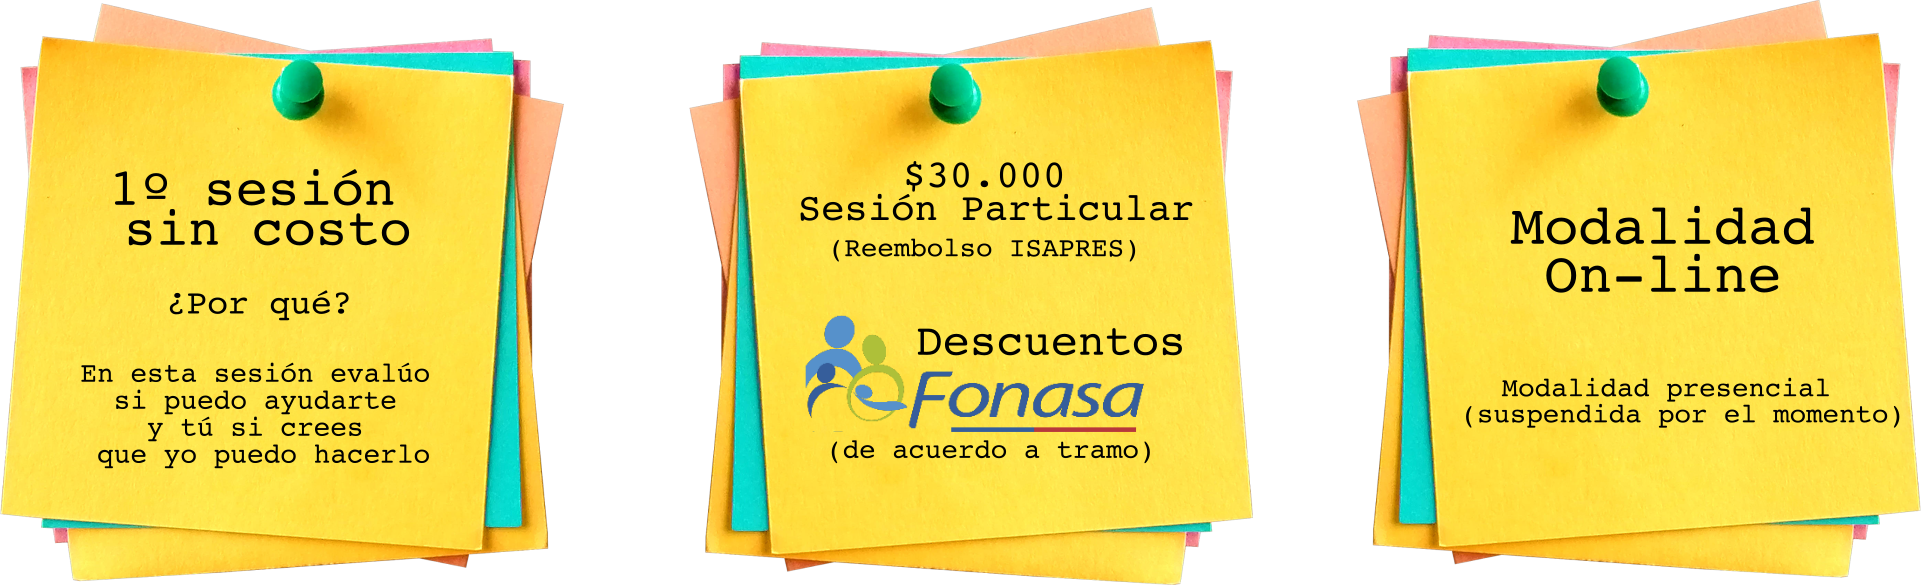 1º sesión
sin costo
¿Por qué?
En esta sesión evalúo
si puedo ayudarte
y tú si crees
que yo puedo hacerlo
$30.000
Sesión Particular
(Reembolso ISAPRES)
Descuentos
Fonasa
(de acuerdo a tramo)
Modalidad
On-line
Modalidad presencial
(suspendida por el momento)